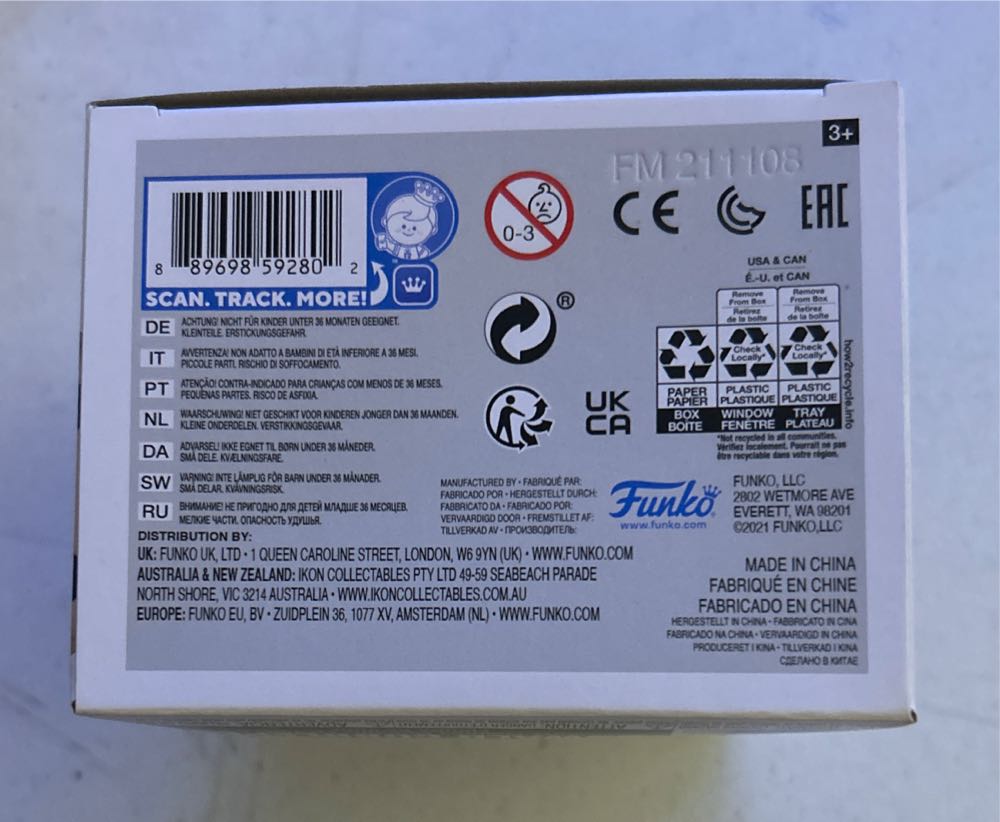 3+
FM 211108
8 89698 59280 2
SCAN. TRACK. MORE!
0-3
CE
EAC
®
UK
CA
USA & CAN
É.-U. et CAN
Remove
From Box
Retirez
de la boîte
Remove
From Box
Retirez
de la boîte
Check
Locally*
Check
Locally*
PAPER
PAPIER
PLASTIC
PLASTIQUE
PLASTIC
PLASTIQUE
BOX
BOÎTE
WINDOW
FENÊTRE
TRAY
PLATEAU
how2recycle.info
*Not recycled in all communities.
Vérifiez localement. Pourrait ne pas
être recyclable dans votre région.
DE ACHTUNG! NICHT FÜR KINDER UNTER 36 MONATEN GEEIGNET.
KLEINTEILE. ERSTICKUNGSGEFAHR.
IT AVVERTENZA! NON ADATTO A BAMBINI DI ETÀ INFERIORE A 36 MESI.
PICCOLE PARTI. RISCHIO DI SOFFOCAMENTO.
PT ATENÇÃO! CONTRA-INDICADO PARA CRIANÇAS COM MENOS DE 36 MESES.
PEQUENAS PARTES. RISCO DE ASFIXIA.
NL WAARSCHUWING! NIET GESCHIKT VOOR KINDEREN JONGER DAN 36 MAANDEN.
KLEINE ONDERDELEN. VERSTIKKINGSGEVAAR.
DA ADVARSEL! IKKE EGNET TIL BØRN UNDER 36 MÅNEDER.
SMÅ DELE. KVÆLNINGSFARE.
SW VARNING! INTE LÄMPLIG FÖR BARN UNDER 36 MÅNADER.
SMÅ DELAR. KVÄVNINGSRISK.
RU ВНИМАНИЕ! НЕ ПРИГОДНО ДЛЯ ДЕТЕЙ МЛАДШЕ 36 МЕСЯЦЕВ.
МЕЛКИЕ ЧАСТИ. ОПАСНОСТЬ УДУШЬЯ.
MANUFACTURED BY • FABRIQUÉ PAR:
FABRICADO POR • HERGESTELLT DURCH:
FABBRICATO DA • FABRICADO POR:
VERVAARDIGD DOOR • FREMSTILLET AF:
TILLVERKAD AV • ПРОИЗВОДИТЕЛЬ:
Funko
www.funko.com
FUNKO, LLC
2802 WETMORE AVE
EVERETT, WA 98201
©2021 FUNKO,LLC
DISTRIBUTION BY:
UK: FUNKO UK, LTD • 1 QUEEN CAROLINE STREET, LONDON, W6 9YN (UK) • WWW.FUNKO.COM
AUSTRALIA & NEW ZEALAND: IKON COLLECTABLES PTY LTD 49-59 SEABEACH PARADE
NORTH SHORE, VIC 3214 AUSTRALIA • WWW.IKONCOLLECTABLES.COM.AU
EUROPE: FUNKO EU, BV • ZUIDPLEIN 36, 1077 XV, AMSTERDAM (NL) • WWW.FUNKO.COM
MADE IN CHINA
FABRIQUÉ EN CHINE
FABRICADO EN CHINA
HERGESTELLT IN CHINA • FABBRICATO IN CINA
FABRICADO NA CHINA • VERVAARDIGD IN CHINA
PRODUCERET I KINA • TILLVERKAD I KINA
СДЕЛАНО В КИТАЕ